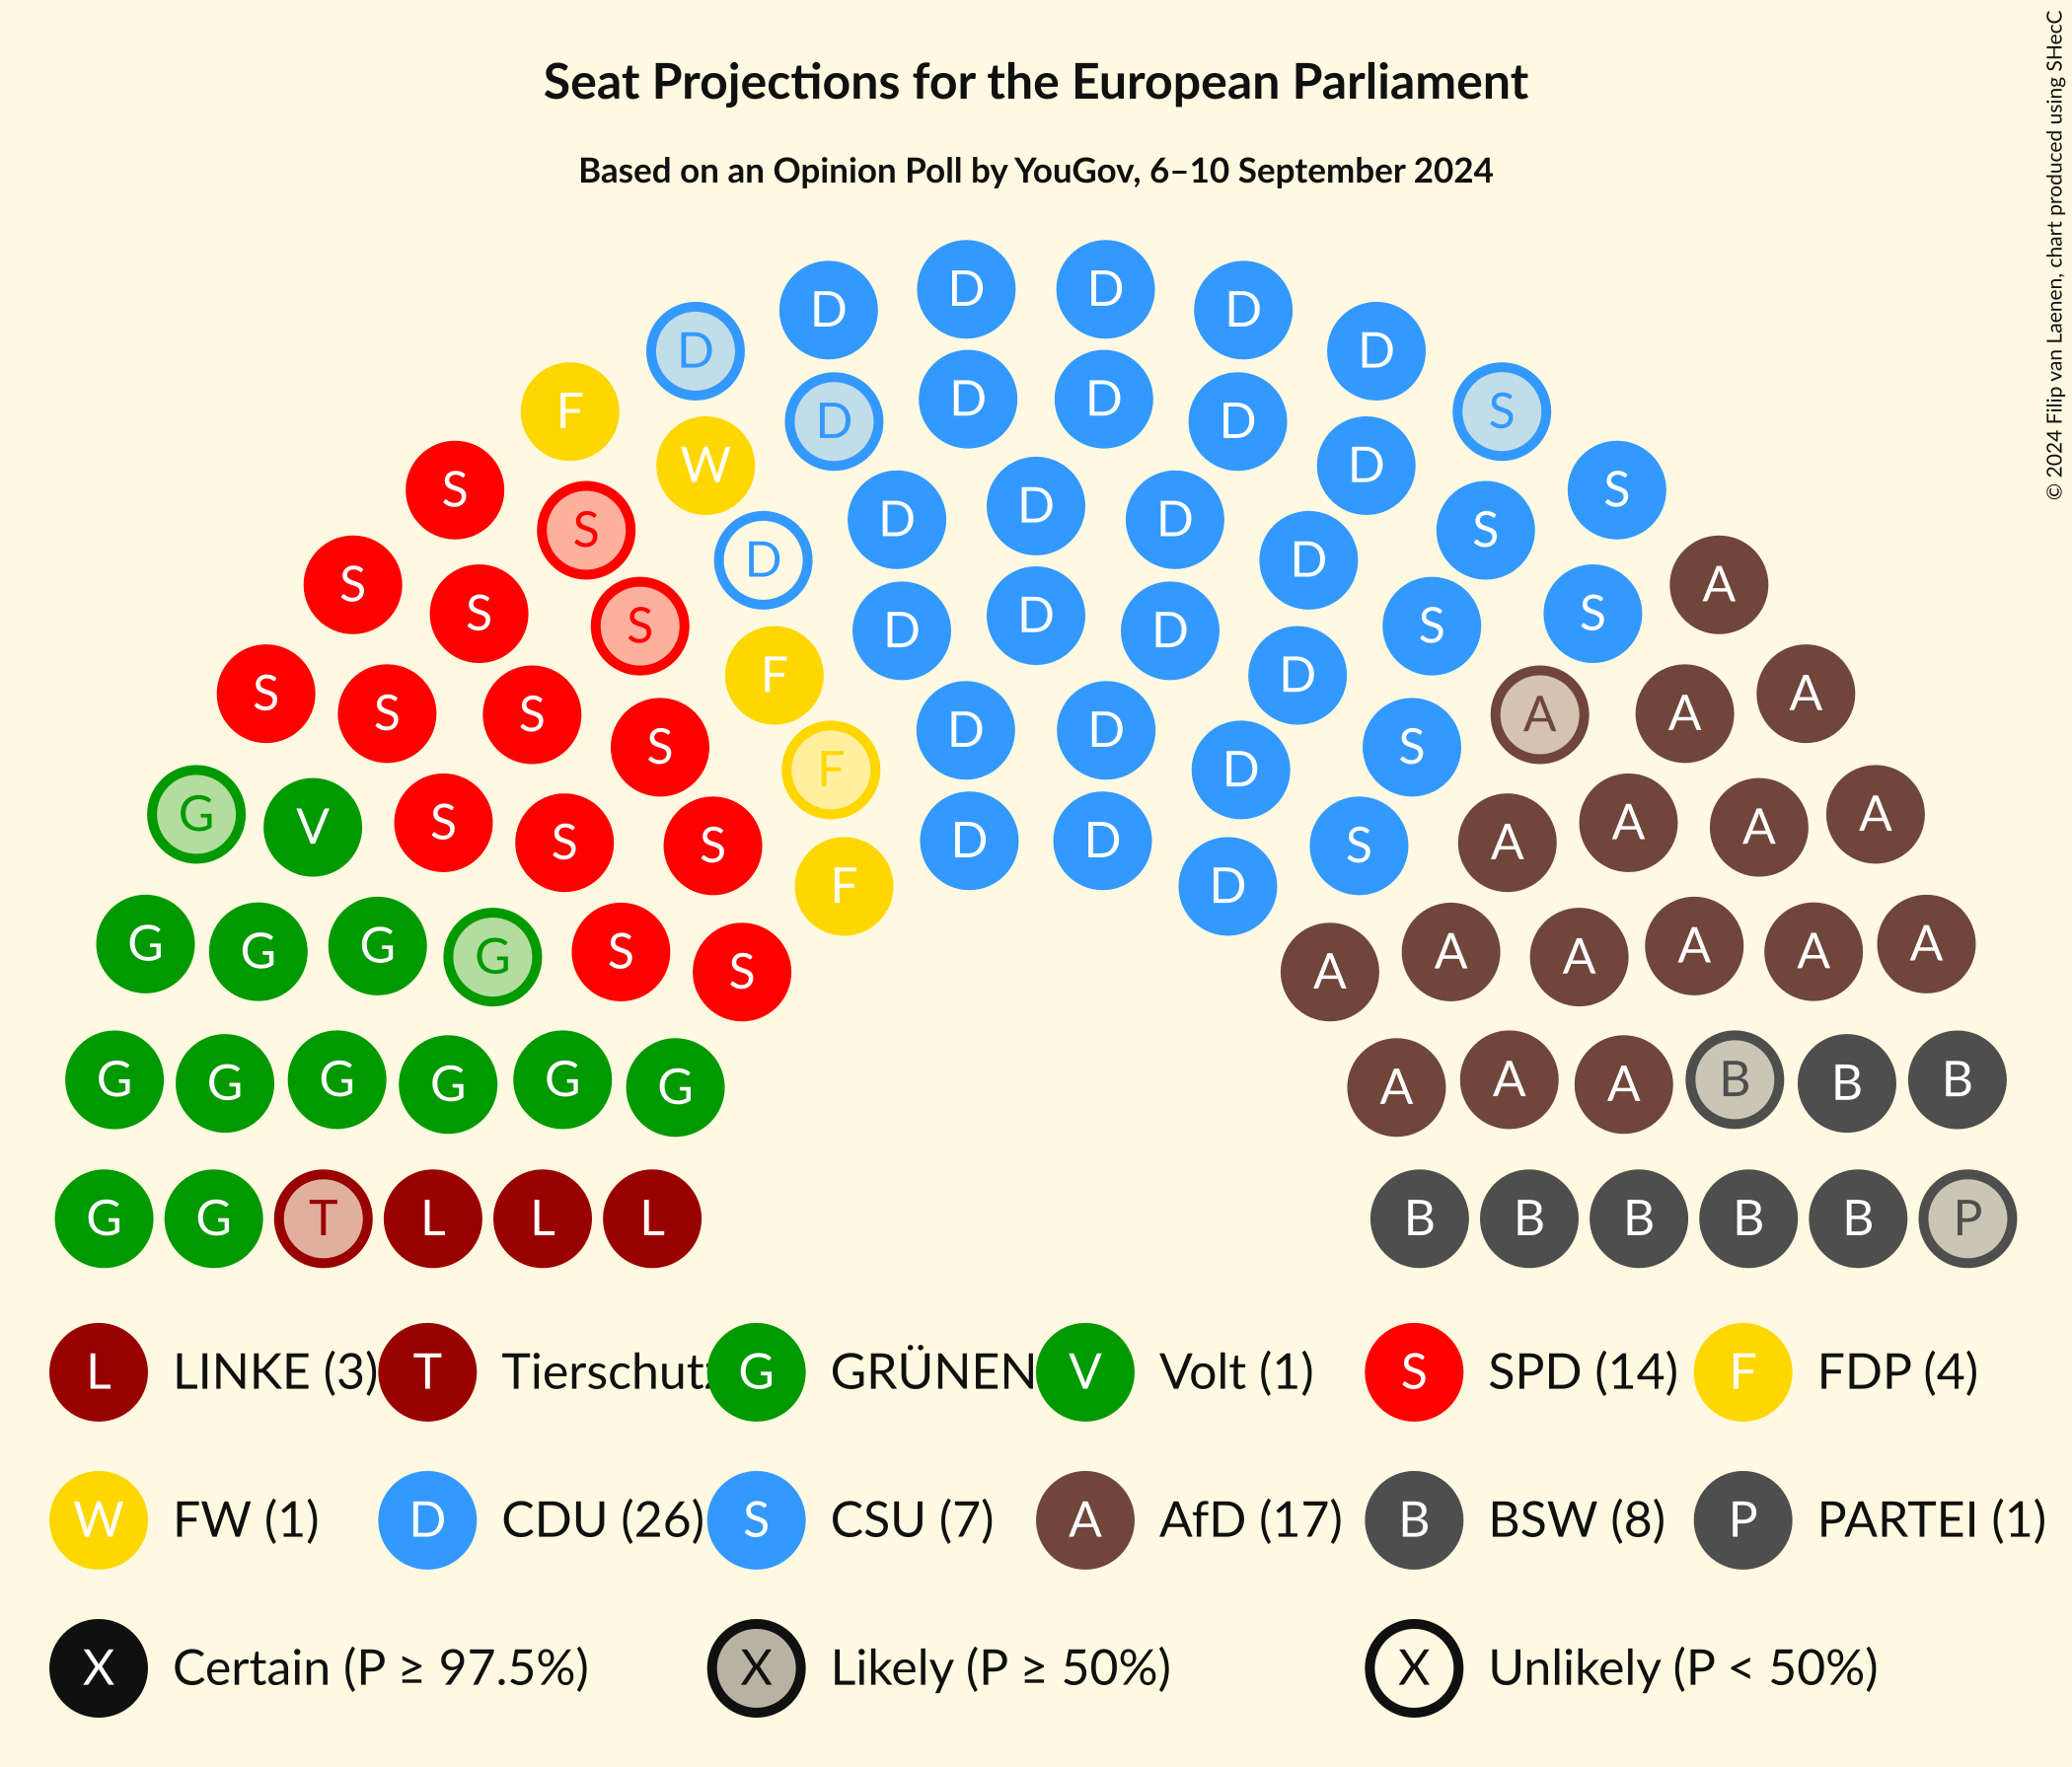 Seat Projections for the European Parliament
Based on an Opinion Poll by YouGov, 6–10 September 2024
© 2024 Filip van Laenen, chart produced using SHecC
D D
D D
D D
D D
F S
D D
W D
S S
D
D D
S S
D D
S A
S D S
S D D S
F D
S A
S S A A
D D
S S
F D
G V S A A A
S S D D S A
F D
G G G G S A A A A A
S A
G G G G G G A A A B B B
G G T L L L B B B B B P
L LINKE (3) T Tierschutz G GRÜNEN V Volt (1) S SPD (14) F FDP (4)
W FW (1) D CDU (26) S CSU (7) A AfD (17) B BSW (8) P PARTEI (1)
X Certain (P ≥ 97.5%) X Likely (P ≥ 50%) X Unlikely (P < 50%)